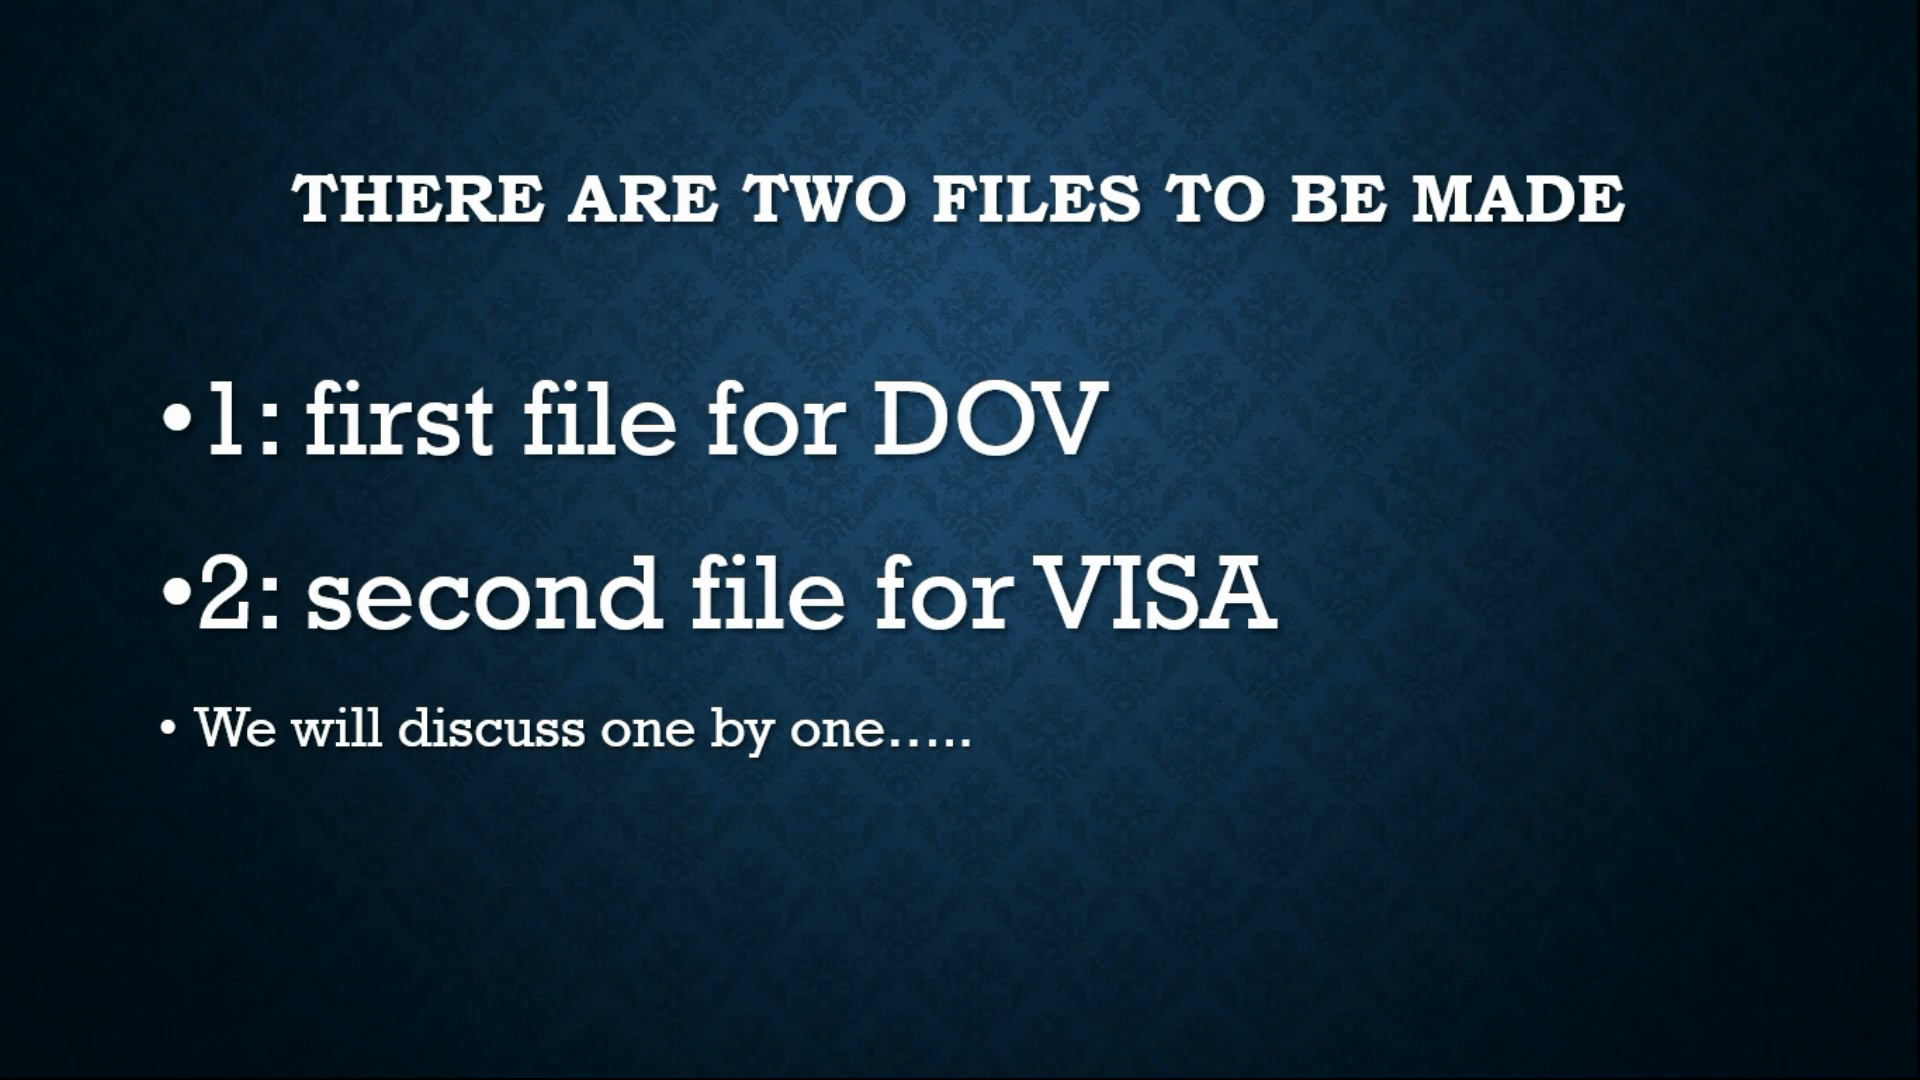 THERE ARE TWO FILES TO BE MADE
•1: first file for DOV
•2: second file for VISA
• We will discuss one by one.....